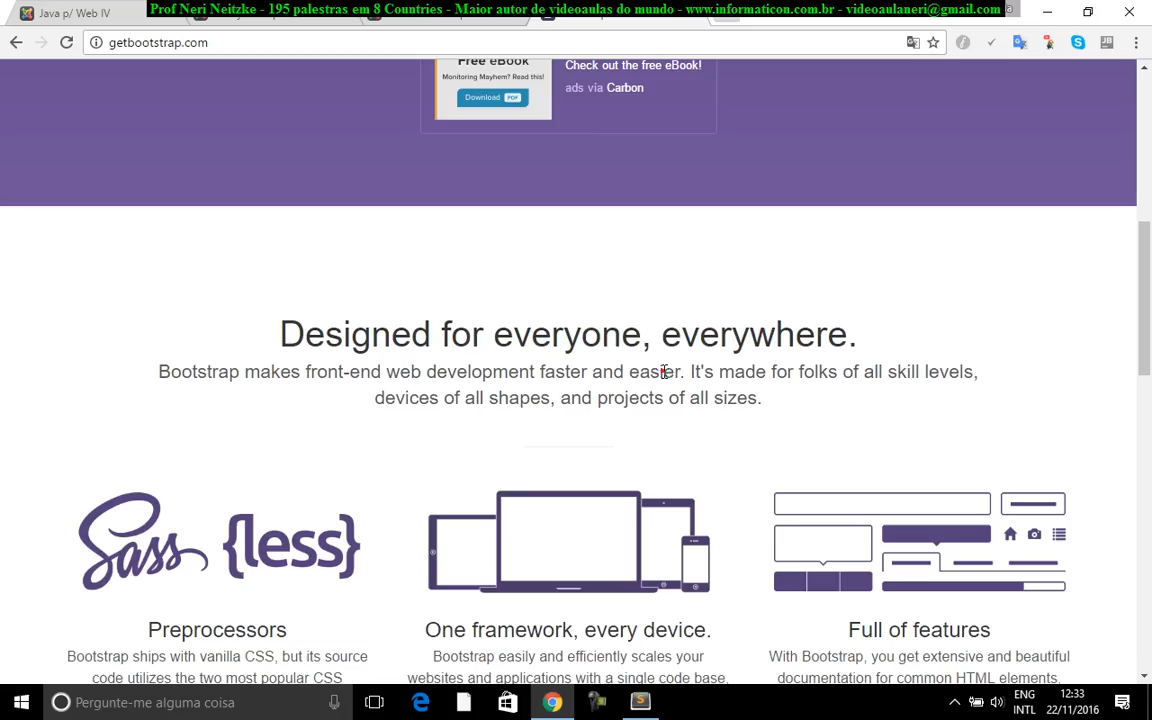 Java p/ Web IV
Prof Neri Neitzke - 195 palestras em 8 Countries - Maior autor de videoaulas do mundo - www.informaticon.com.br - videoaulaneri@gmail.com
getbootstrap.com
Free eBook
Monitoring Mayhem? Read this!
Download PDF
Check out the free eBook!
ads via Carbon
Designed for everyone, everywhere.
Bootstrap makes front-end web development faster and easier. It's made for folks of all skill levels,
devices of all shapes, and projects of all sizes.
Sass {less}
Preprocessors
Bootstrap ships with vanilla CSS, but its source
code utilizes the two most popular CSS
One framework, every device.
Bootstrap easily and efficiently scales your
websites and applications with a single code base,
Full of features
With Bootstrap, you get extensive and beautiful
documentation for common HTML elements,
Pergunte-me alguma coisa
ENG
INTL
12:33
22/11/2016